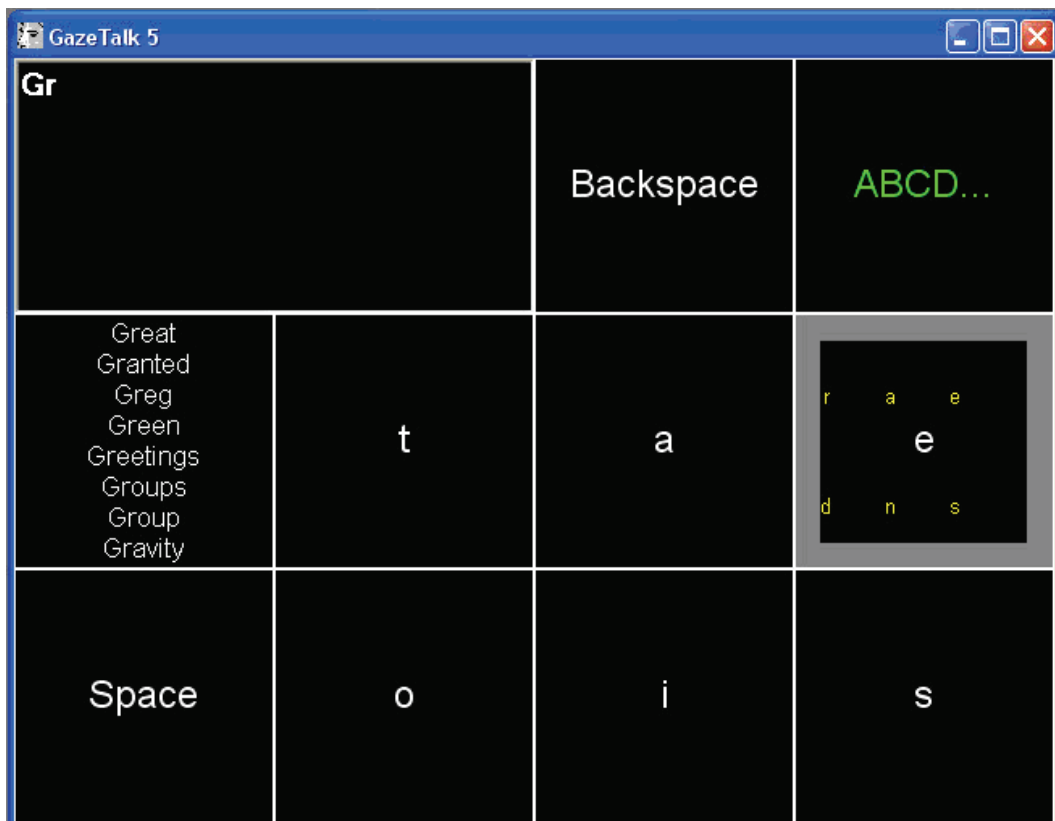 GazeTalk 5
Gr
Backspace
ABCD...
Great
Granted
Greg
Green
Greetings
Groups
Group
Gravity
t
a
r a e
e
d n s
Space
o
i
s